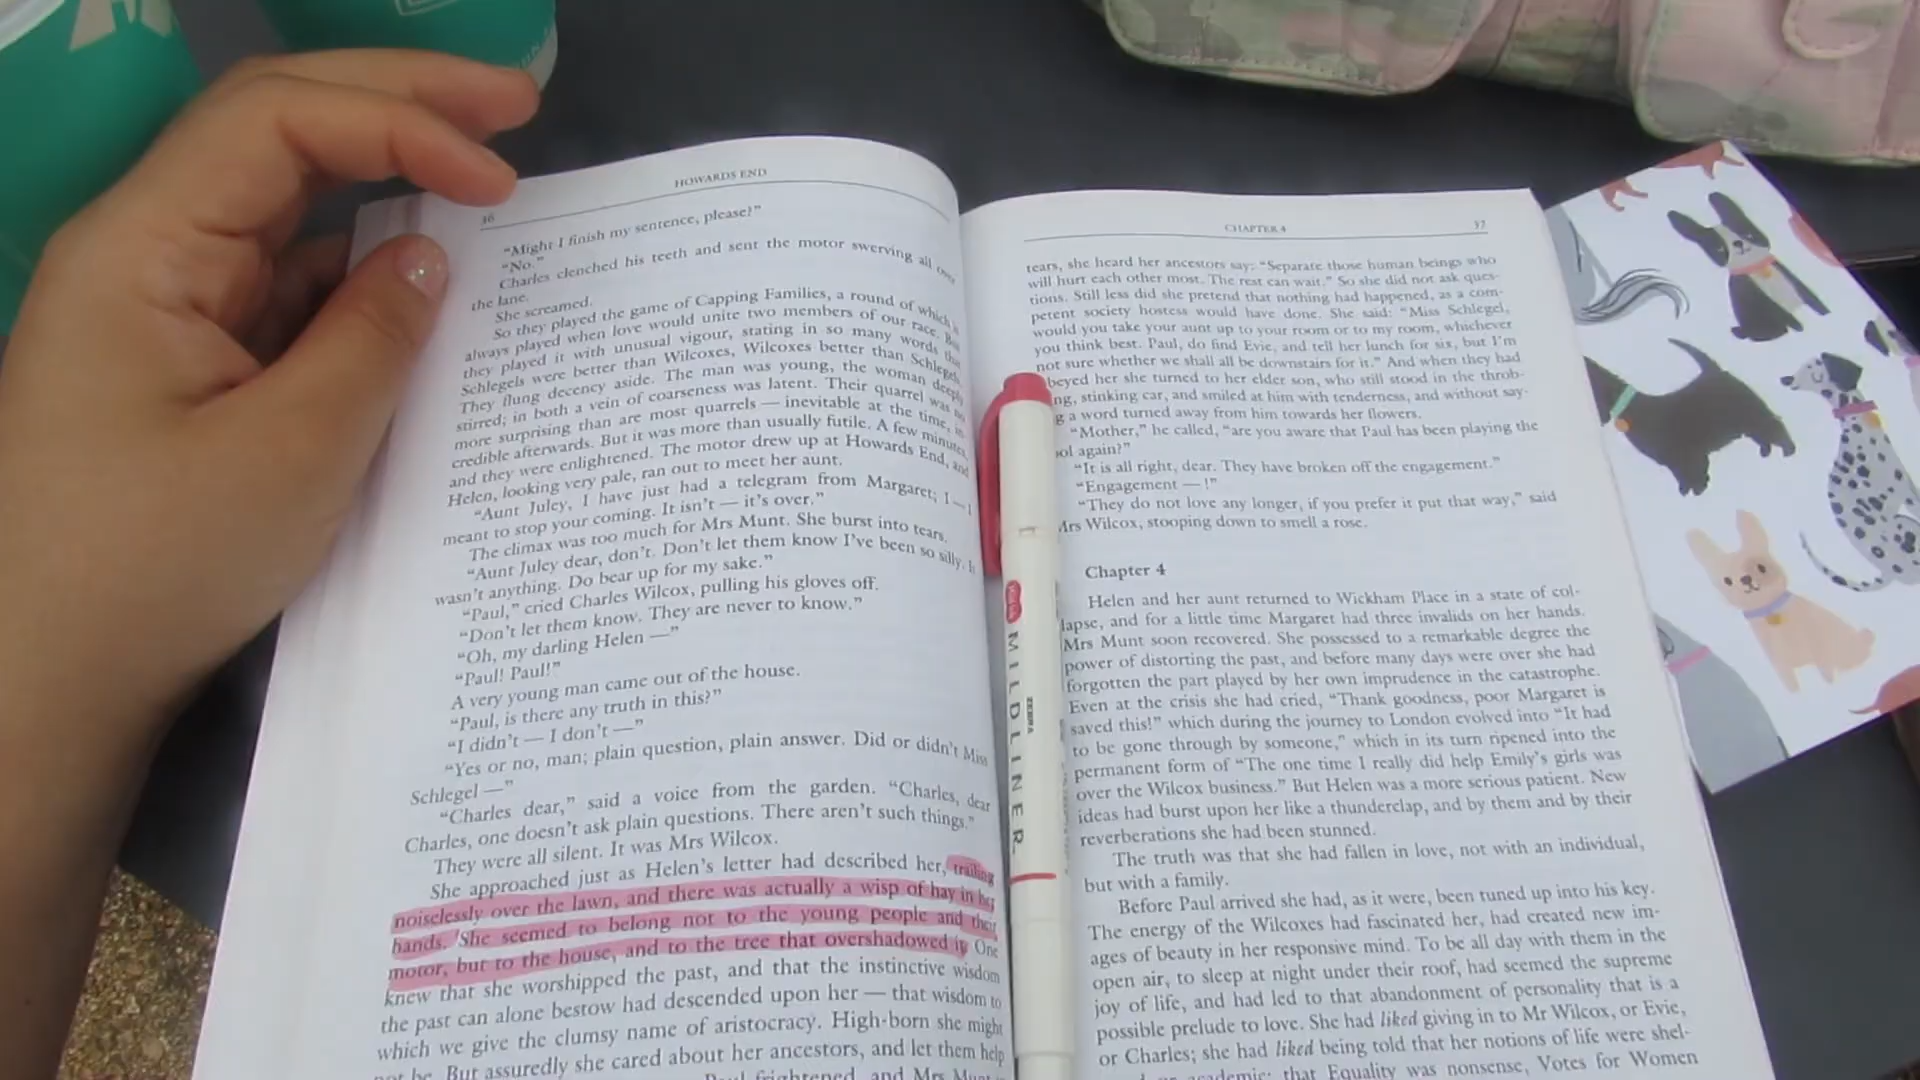 36
HOWARDS END
"Might I finish my sentence, please?"
"No."
Charles clenched his teeth and sent the motor swerving all over
the lane.
She screamed.
So they played the game of Capping Families, a round of which is
always played when love would unite two members of our race. But
they played it with unusual vigour, stating in so many words that
Schlegels were better than Wilcoxes, Wilcoxes better than Schlegels.
They flung decency aside. The man was young, the woman deeply
stirred; in both a vein of coarseness was latent. Their quarrel was no
more surprising than are most quarrels — inevitable at the time, in-
credible afterwards. But it was more than usually futile. A few minutes,
and they were enlightened. The motor drew up at Howards End, and
Helen, looking very pale, ran out to meet her aunt.
"Aunt Juley, I have just had a telegram from Margaret; I — I
meant to stop your coming. It isn't — it's over."
The climax was too much for Mrs Munt. She burst into tears.
"Aunt Juley dear, don't. Don't let them know I've been so silly. It
wasn't anything. Do bear up for my sake."
"Paul," cried Charles Wilcox, pulling his gloves off.
"Don't let them know. They are never to know."
"Oh, my darling Helen —"
"Paul! Paul!"
A very young man came out of the house.
"Paul, is there any truth in this?"
"I didn't — I don't —"
"Yes or no, man; plain question, plain answer. Did or didn't Miss
Schlegel —"
"Charles dear," said a voice from the garden. "Charles, dear
Charles, one doesn't ask plain questions. There aren't such things."
They were all silent. It was Mrs Wilcox.
She approached just as Helen's letter had described her, trailing
noiselessly over the lawn, and there was actually a wisp of hay in her
hands. She seemed to belong not to the young people and their
motor, but to the house, and to the tree that overshadowed it. One
knew that she worshipped the past, and that the instinctive wisdom
the past can alone bestow had descended upon her — that wisdom to
which we give the clumsy name of aristocracy. High-born she might
not be. But assuredly she cared about her ancestors, and let them help
Paul frightened, and Mrs Munt in
CHAPTER 4
37
tears, she heard her ancestors say: "Separate those human beings who
will hurt each other most. The rest can wait." So she did not ask ques-
tions. Still less did she pretend that nothing had happened, as a com-
petent society hostess would have done. She said: "Miss Schlegel,
would you take your aunt up to your room or to my room, whichever
you think best. Paul, do find Evie, and tell her lunch for six, but I'm
not sure whether we shall all be downstairs for it." And when they had
beyed her she turned to her elder son, who still stood in the throb-
ng, stinking car, and smiled at him with tenderness, and without say-
g a word turned away from him towards her flowers.
"Mother," he called, "are you aware that Paul has been playing the
ol again?"
"It is all right, dear. They have broken off the engagement."
"Engagement — !"
"They do not love any longer, if you prefer it put that way," said
Mrs Wilcox, stooping down to smell a rose.
Chapter 4
Helen and her aunt returned to Wickham Place in a state of col-
lapse, and for a little time Margaret had three invalids on her hands.
Mrs Munt soon recovered. She possessed to a remarkable degree the
power of distorting the past, and before many days were over she had
forgotten the part played by her own imprudence in the catastrophe.
Even at the crisis she had cried, "Thank goodness, poor Margaret is
saved this!" which during the journey to London evolved into "It had
to be gone through by someone," which in its turn ripened into the
permanent form of "The one time I really did help Emily's girls was
over the Wilcox business." But Helen was a more serious patient. New
ideas had burst upon her like a thunderclap, and by them and by their
reverberations she had been stunned.
The truth was that she had fallen in love, not with an individual,
but with a family.
Before Paul arrived she had, as it were, been tuned up into his key.
The energy of the Wilcoxes had fascinated her, had created new im-
ages of beauty in her responsive mind. To be all day with them in the
open air, to sleep at night under their roof, had seemed the supreme
joy of life, and had led to that abandonment of personality that is a
possible prelude to love. She had liked giving in to Mr Wilcox, or Evie,
or Charles; she had liked being told that her notions of life were shel-
academic; that Equality was nonsense, Votes for Women
ZEBRA
MILDLINER